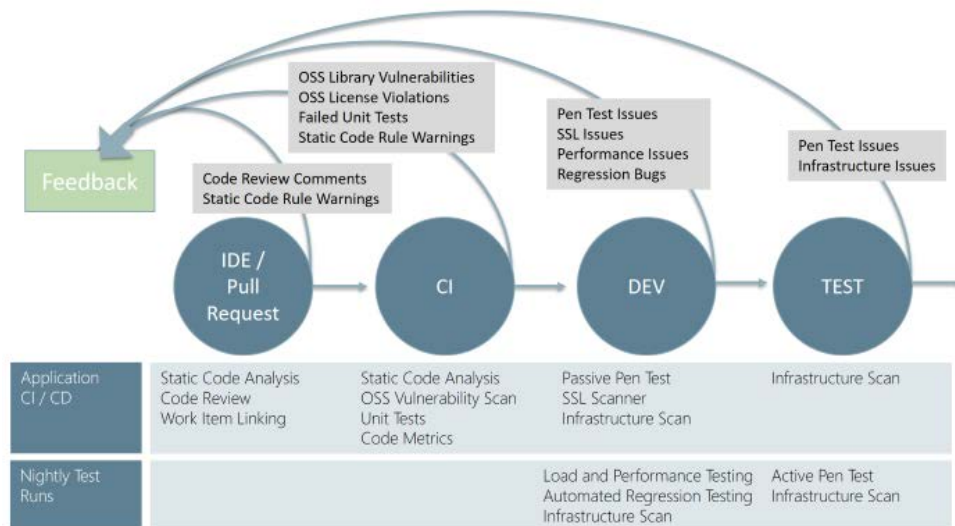 OSS Library Vulnerabilities
OSS License Violations
Failed Unit Tests
Static Code Rule Warnings
Pen Test Issues
SSL Issues
Performance Issues
Regression Bugs
Pen Test Issues
Infrastructure Issues
Feedback
Code Review Comments
Static Code Rule Warnings
IDE /
Pull
Request
CI
DEV
TEST
Application
CI / CD
Static Code Analysis
Code Review
Work Item Linking
Static Code Analysis
OSS Vulnerability Scan
Unit Tests
Code Metrics
Passive Pen Test
SSL Scanner
Infrastructure Scan
Infrastructure Scan
Nightly Test
Runs
Load and Performance Testing
Automated Regression Testing
Infrastructure Scan
Active Pen Test
Infrastructure Scan